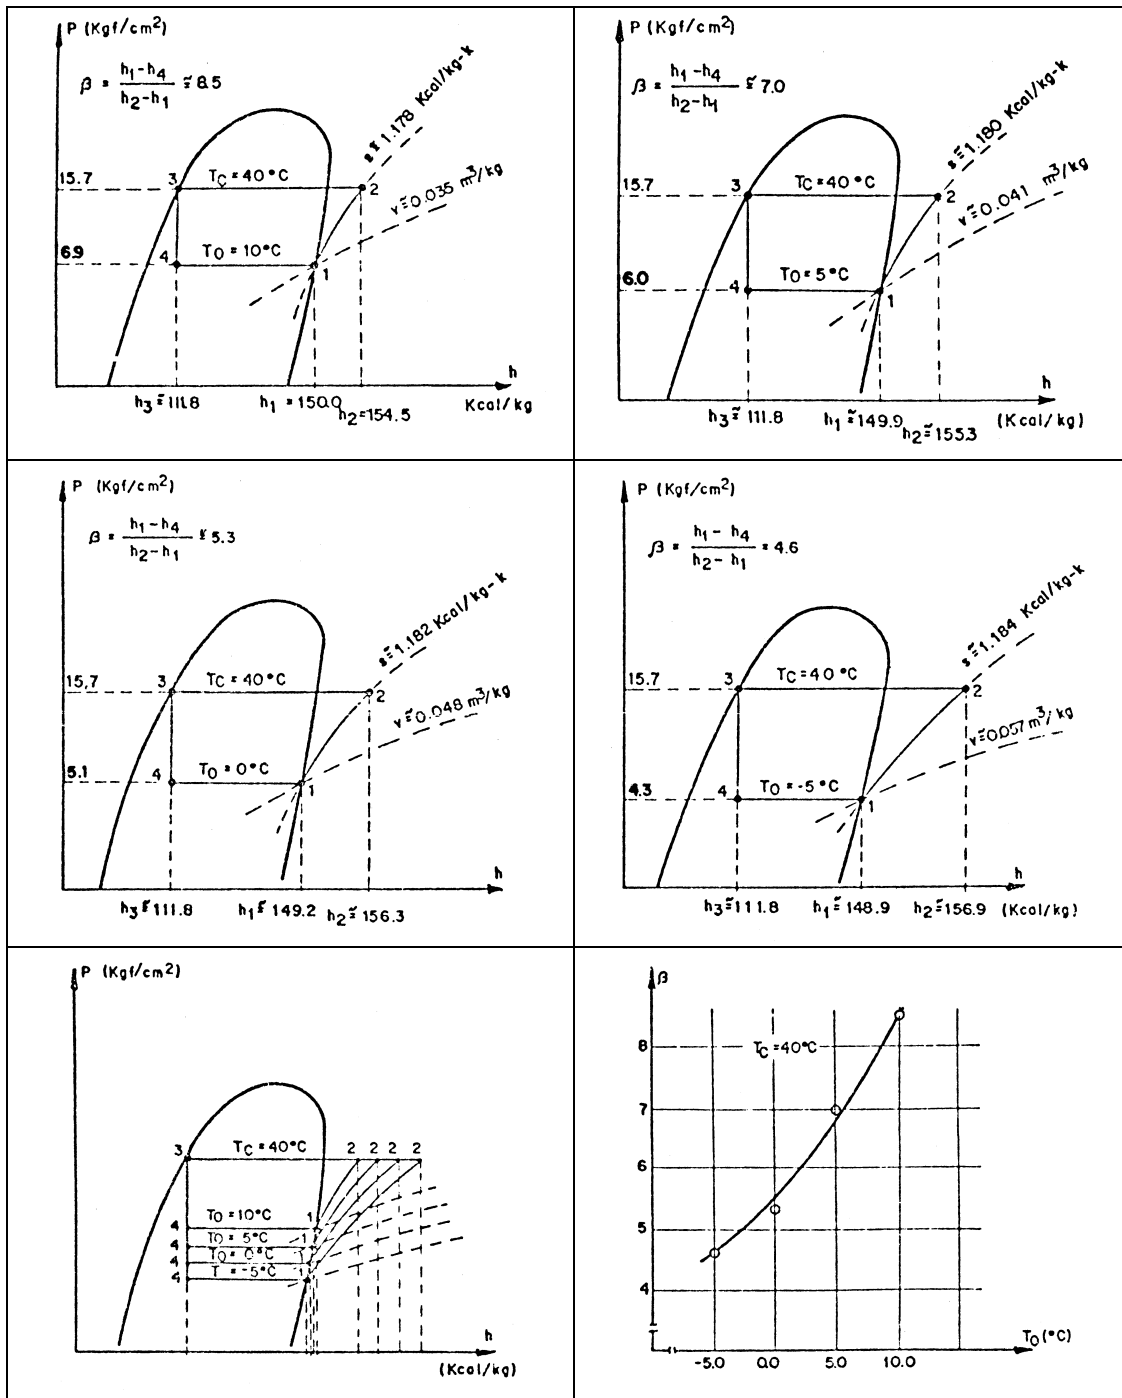 P (Kgf/cm2)
β = h1-h4 / h2-h1 ≅ 8.5
s ≅ 1.178 Kcal/kg-k
15.7
3
TC = 40°C
2
v ≅ 0.035 m3/kg
6.9
4
TO = 10°C
1
h
h3 ≅ 111.8
h1 = 150.0
h2 = 154.5
Kcal/kg
P (Kgf/cm2)
β = h1-h4 / h2-h1 ≅ 7.0
s ≅ 1.180 Kcal/kg-k
15.7
3
TC = 40°C
2
v ≅ 0.041 m3/kg
6.0
4
TO = 5°C
1
h
h3 ≅ 111.8
h1 ≅ 149.9
h2 ≅ 155.3
(Kcal/kg)
P (Kgf/cm2)
β = h1-h4 / h2-h1 ≅ 5.3
s ≅ 1.182 Kcal/kg-k
15.7
3
TC = 40°C
2
v ≅ 0.048 m3/kg
5.1
4
TO = 0°C
1
h
h3 ≅ 111.8
h1 ≅ 149.2
h2 ≅ 156.3
P (Kgf/cm2)
β = h1-h4 / h2-h1 = 4.6
s ≅ 1.184 Kcal/kg-k
15.7
3
TC = 40°C
2
v ≅ 0.057 m3/kg
4.3
4
TO = -5°C
1
h
h3 ≅ 111.8
h1 ≅ 148.9
h2 ≅ 156.9
(Kcal/kg)
P (Kgf/cm2)
3
TC = 40°C
2 2 2 2
4
TO = 10°C
1
4
TO = 5°C
1
4
TO = 0°C
1
4
T = -5°C
1
h
(Kcal/kg)
β
8
TC = 40°C
7
6
5
4
TO (°C)
-5.0 0.0 5.0 10.0